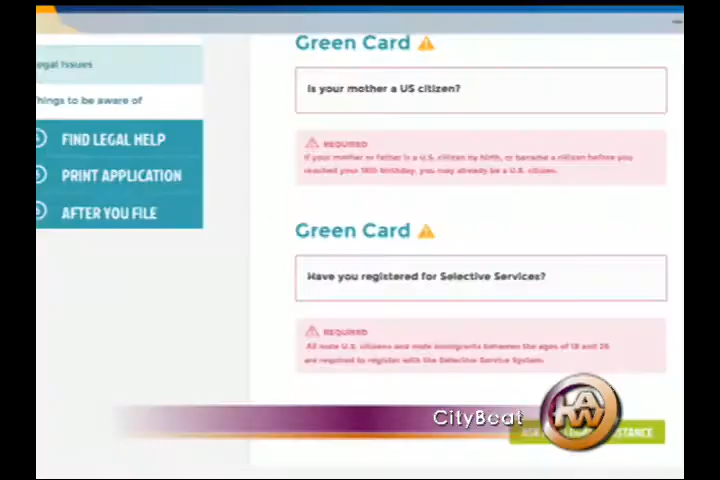 Green Card
egal Issues
Is your mother a US citizen?
hings to be aware of
FIND LEGAL HELP
REQUIRED
If your mother or father is a U.S. citizen by birth, or became a citizen before you
reached your 18th birthday, you may already be a U.S. citizen.
PRINT APPLICATION
AFTER YOU FILE
Green Card
Have you registered for Selective Services?
REQUIRED
All male U.S. citizens and male immigrants between the ages of 18 and 26
are required to register with the Selective Service System.
CityBeat